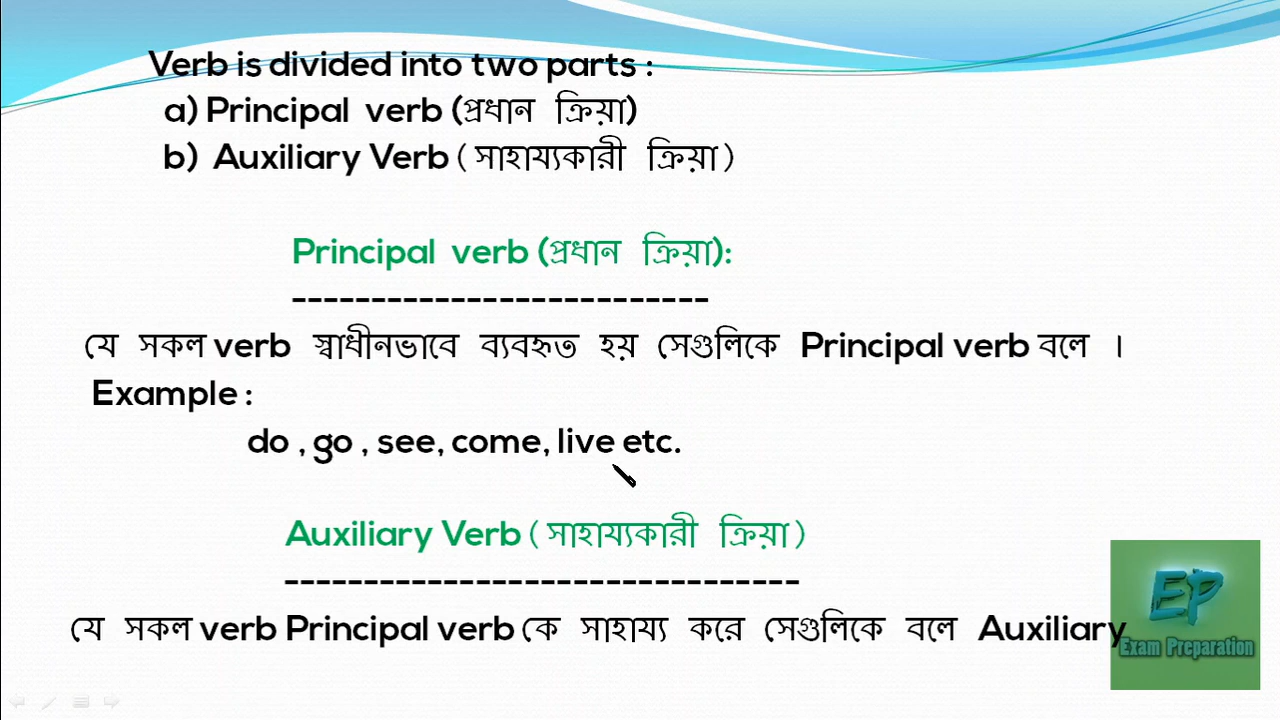 Verb is divided into two parts :
a) Principal verb (প্রধান ক্রিয়া)
b) Auxiliary Verb ( সাহায্যকারী ক্রিয়া )
Principal verb (প্রধান ক্রিয়া):
--------------------------
যে সকল verb স্বাধীনভাবে ব্যবহৃত হয় সেগুলিকে Principal verb বলে ।
Example :
do , go , see, come, live etc.
Auxiliary Verb ( সাহায্যকারী ক্রিয়া )
--------------------------------
যে সকল verb Principal verb কে সাহায্য করে সেগুলিকে বলে Auxiliary
EP
Exam Preparation